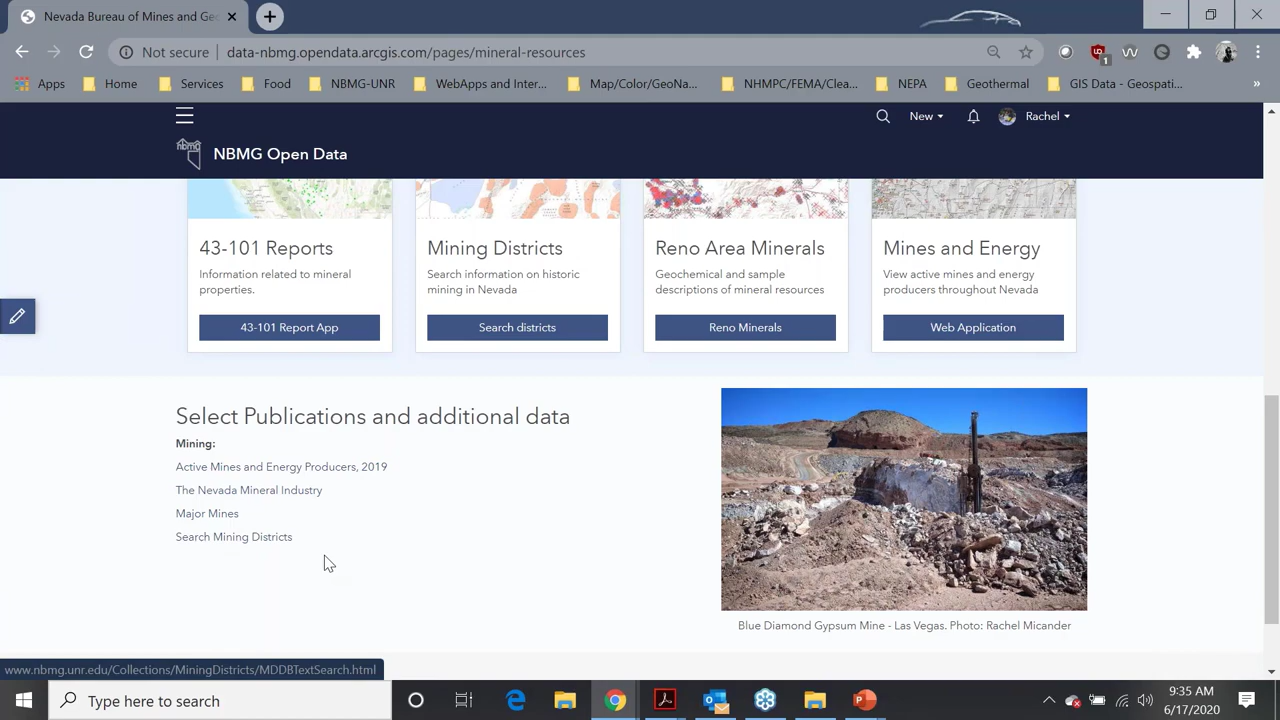 Nevada Bureau of Mines and Ge
Not secure
data-nbmg.opendata.arcgis.com/pages/mineral-resources
1
Apps
Home
Services
Food
NBMG-UNR
WebApps and Inter...
Map/Color/GeoNa...
NHMPC/FEMA/Clea...
NEPA
Geothermal
GIS Data - Geospati...
»
New
Rachel
nbmg
NBMG Open Data
43-101 Reports
Information related to mineral
properties.
43-101 Report App
Mining Districts
Search information on historic
mining in Nevada
Search districts
Reno Area Minerals
Geochemical and sample
descriptions of mineral resources
Reno Minerals
Mines and Energy
View active mines and energy
producers throughout Nevada
Web Application
Select Publications and additional data
Mining:
Active Mines and Energy Producers, 2019
The Nevada Mineral Industry
Major Mines
Search Mining Districts
Blue Diamond Gypsum Mine - Las Vegas. Photo: Rachel Micander
www.nbmg.unr.edu/Collections/MiningDistricts/MDDBTextSearch.html
Type here to search
9:35 AM
6/17/2020